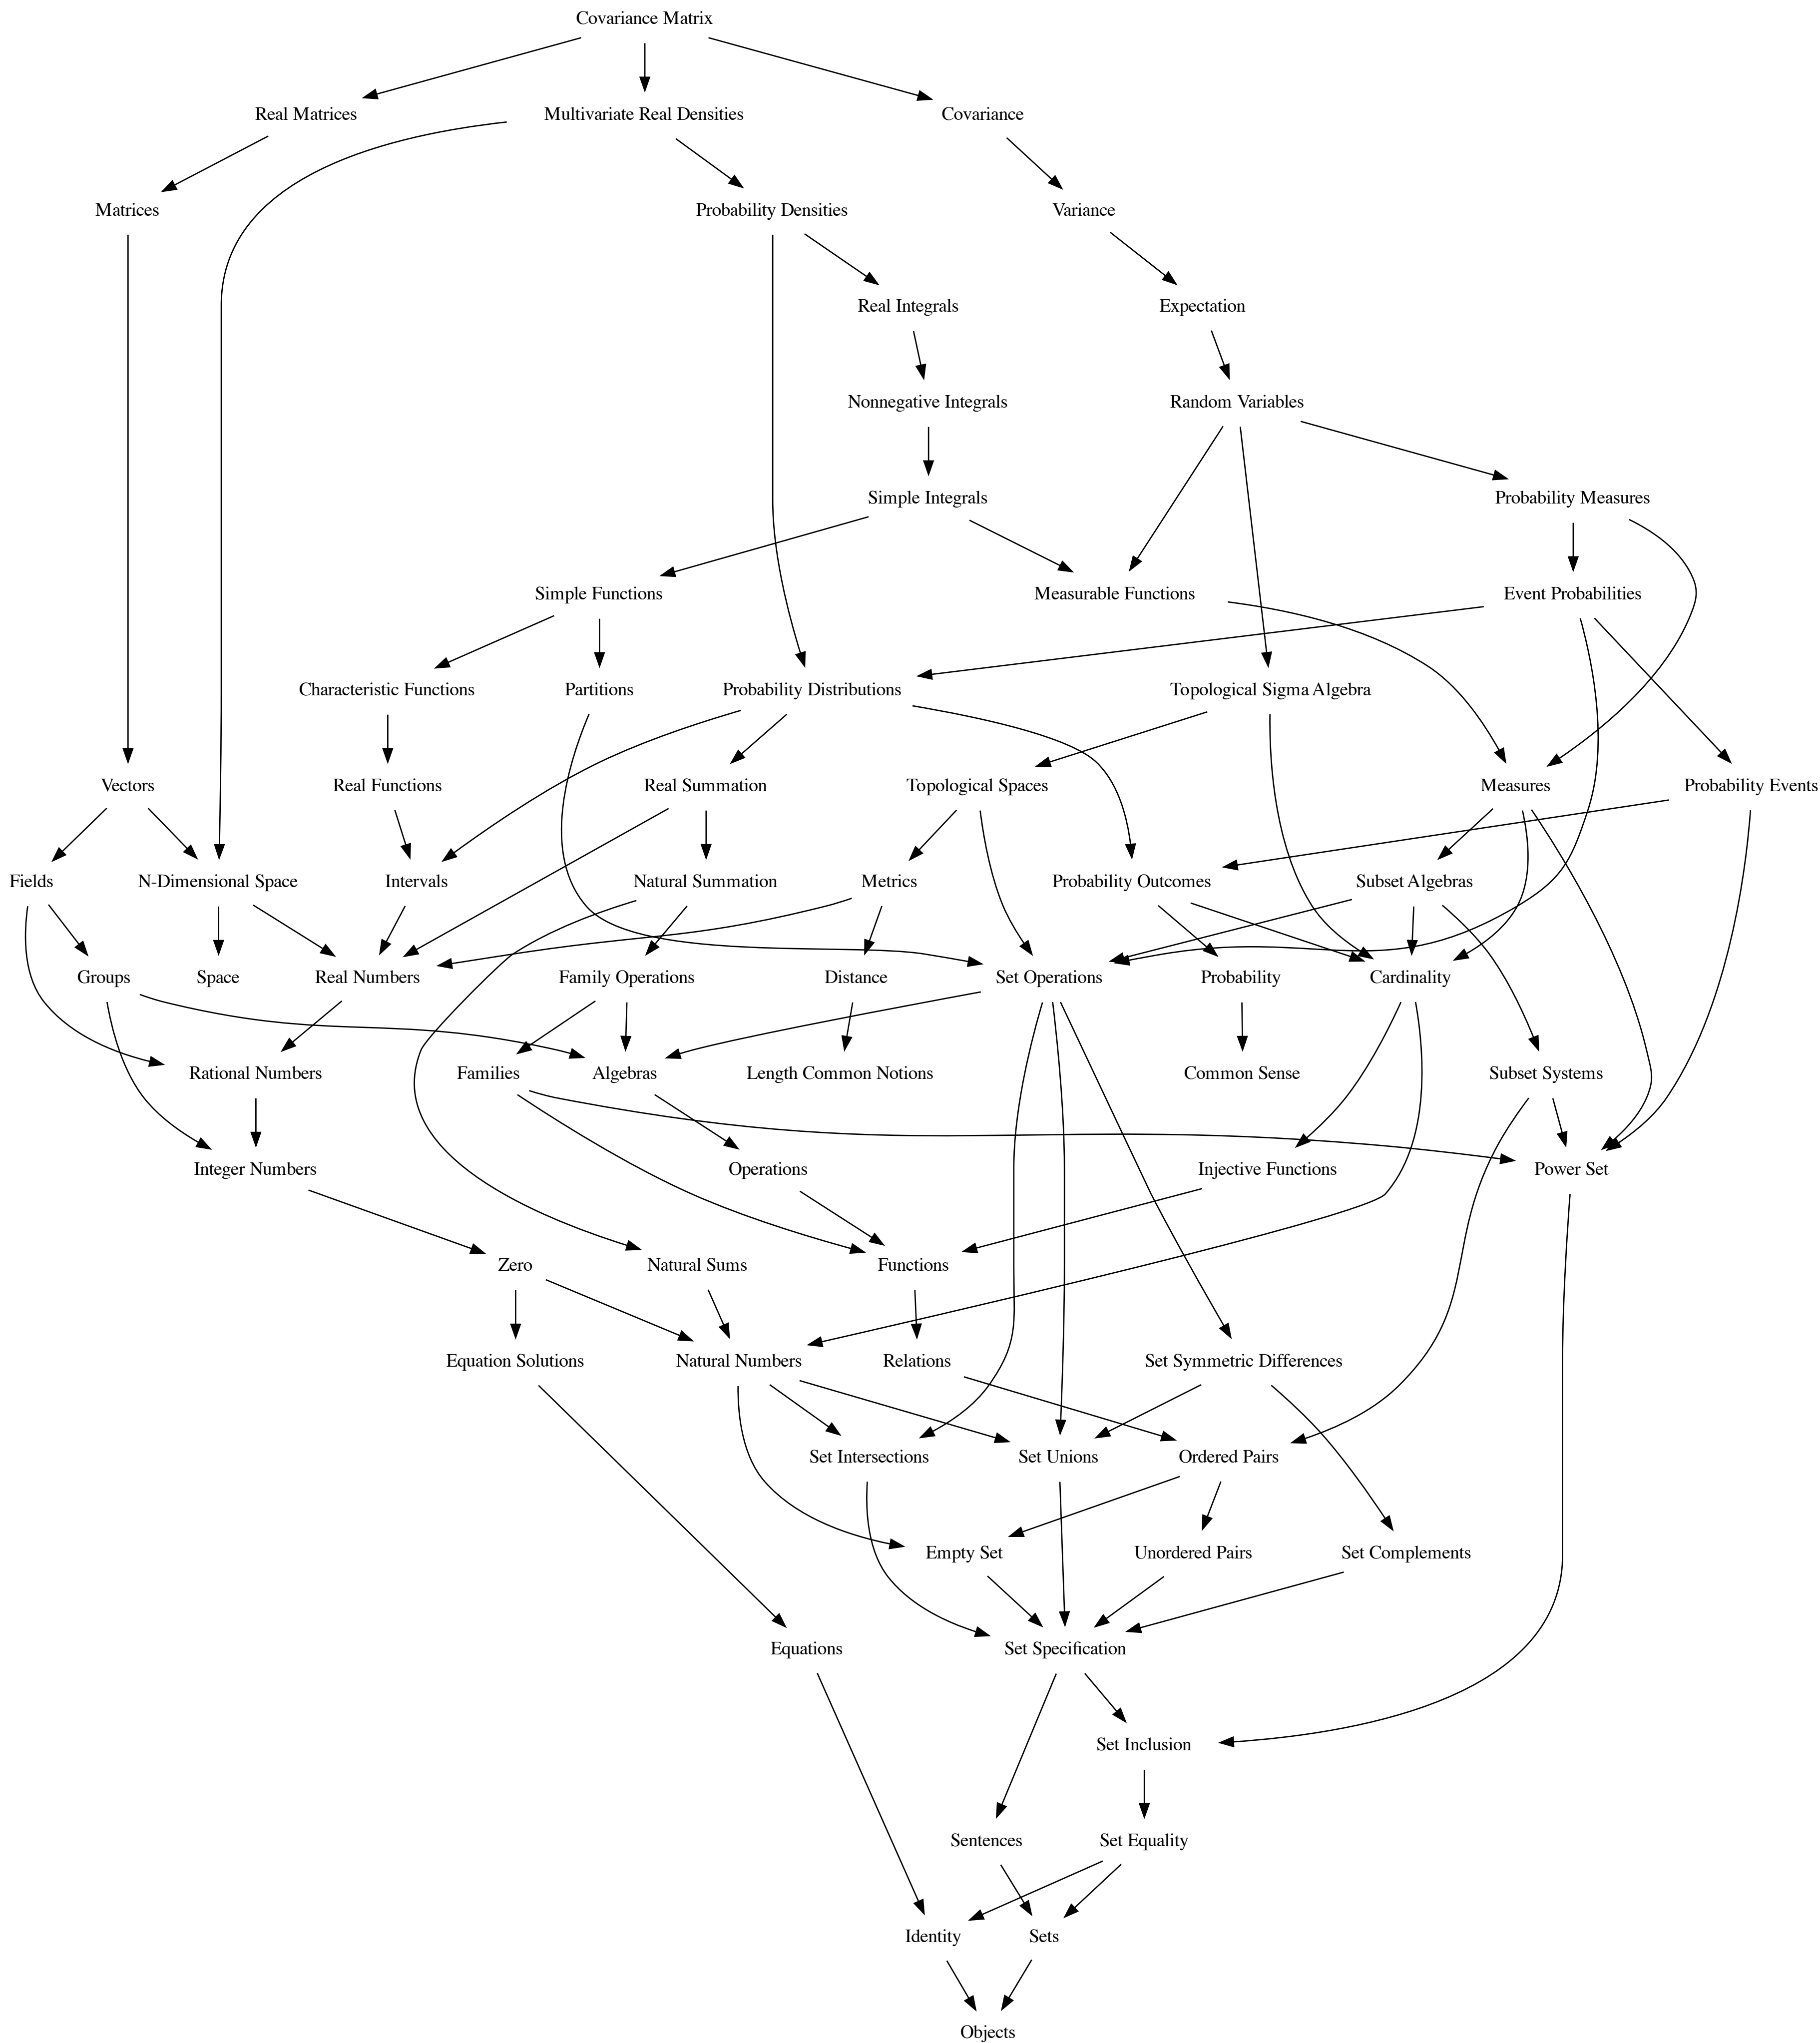 Covariance Matrix
Real Matrices
Multivariate Real Densities
Covariance
Matrices
Probability Densities
Variance
Real Integrals
Expectation
Nonnegative Integrals
Random Variables
Simple Integrals
Probability Measures
Simple Functions
Measurable Functions
Event Probabilities
Characteristic Functions
Partitions
Probability Distributions
Topological Sigma Algebra
Vectors
Real Functions
Real Summation
Topological Spaces
Measures
Probability Events
Fields
N-Dimensional Space
Intervals
Natural Summation
Metrics
Probability Outcomes
Subset Algebras
Groups
Space
Real Numbers
Family Operations
Distance
Set Operations
Probability
Cardinality
Rational Numbers
Families
Algebras
Length Common Notions
Common Sense
Subset Systems
Integer Numbers
Operations
Injective Functions
Power Set
Zero
Natural Sums
Functions
Equation Solutions
Natural Numbers
Relations
Set Symmetric Differences
Set Intersections
Set Unions
Ordered Pairs
Empty Set
Unordered Pairs
Set Complements
Equations
Set Specification
Set Inclusion
Sentences
Set Equality
Identity
Sets
Objects